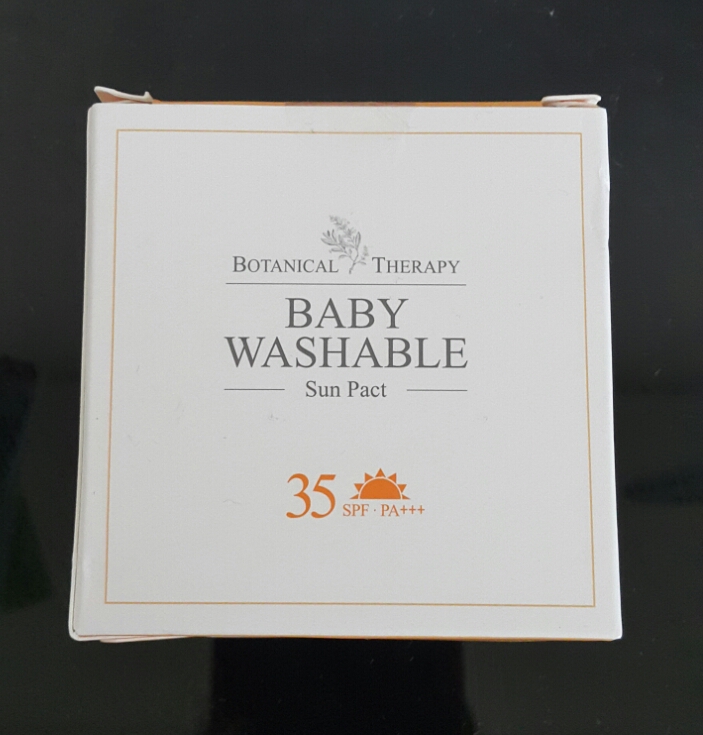 BOTANICAL THERAPY
BABY
WASHABLE
Sun Pact
35 SPF · PA+++